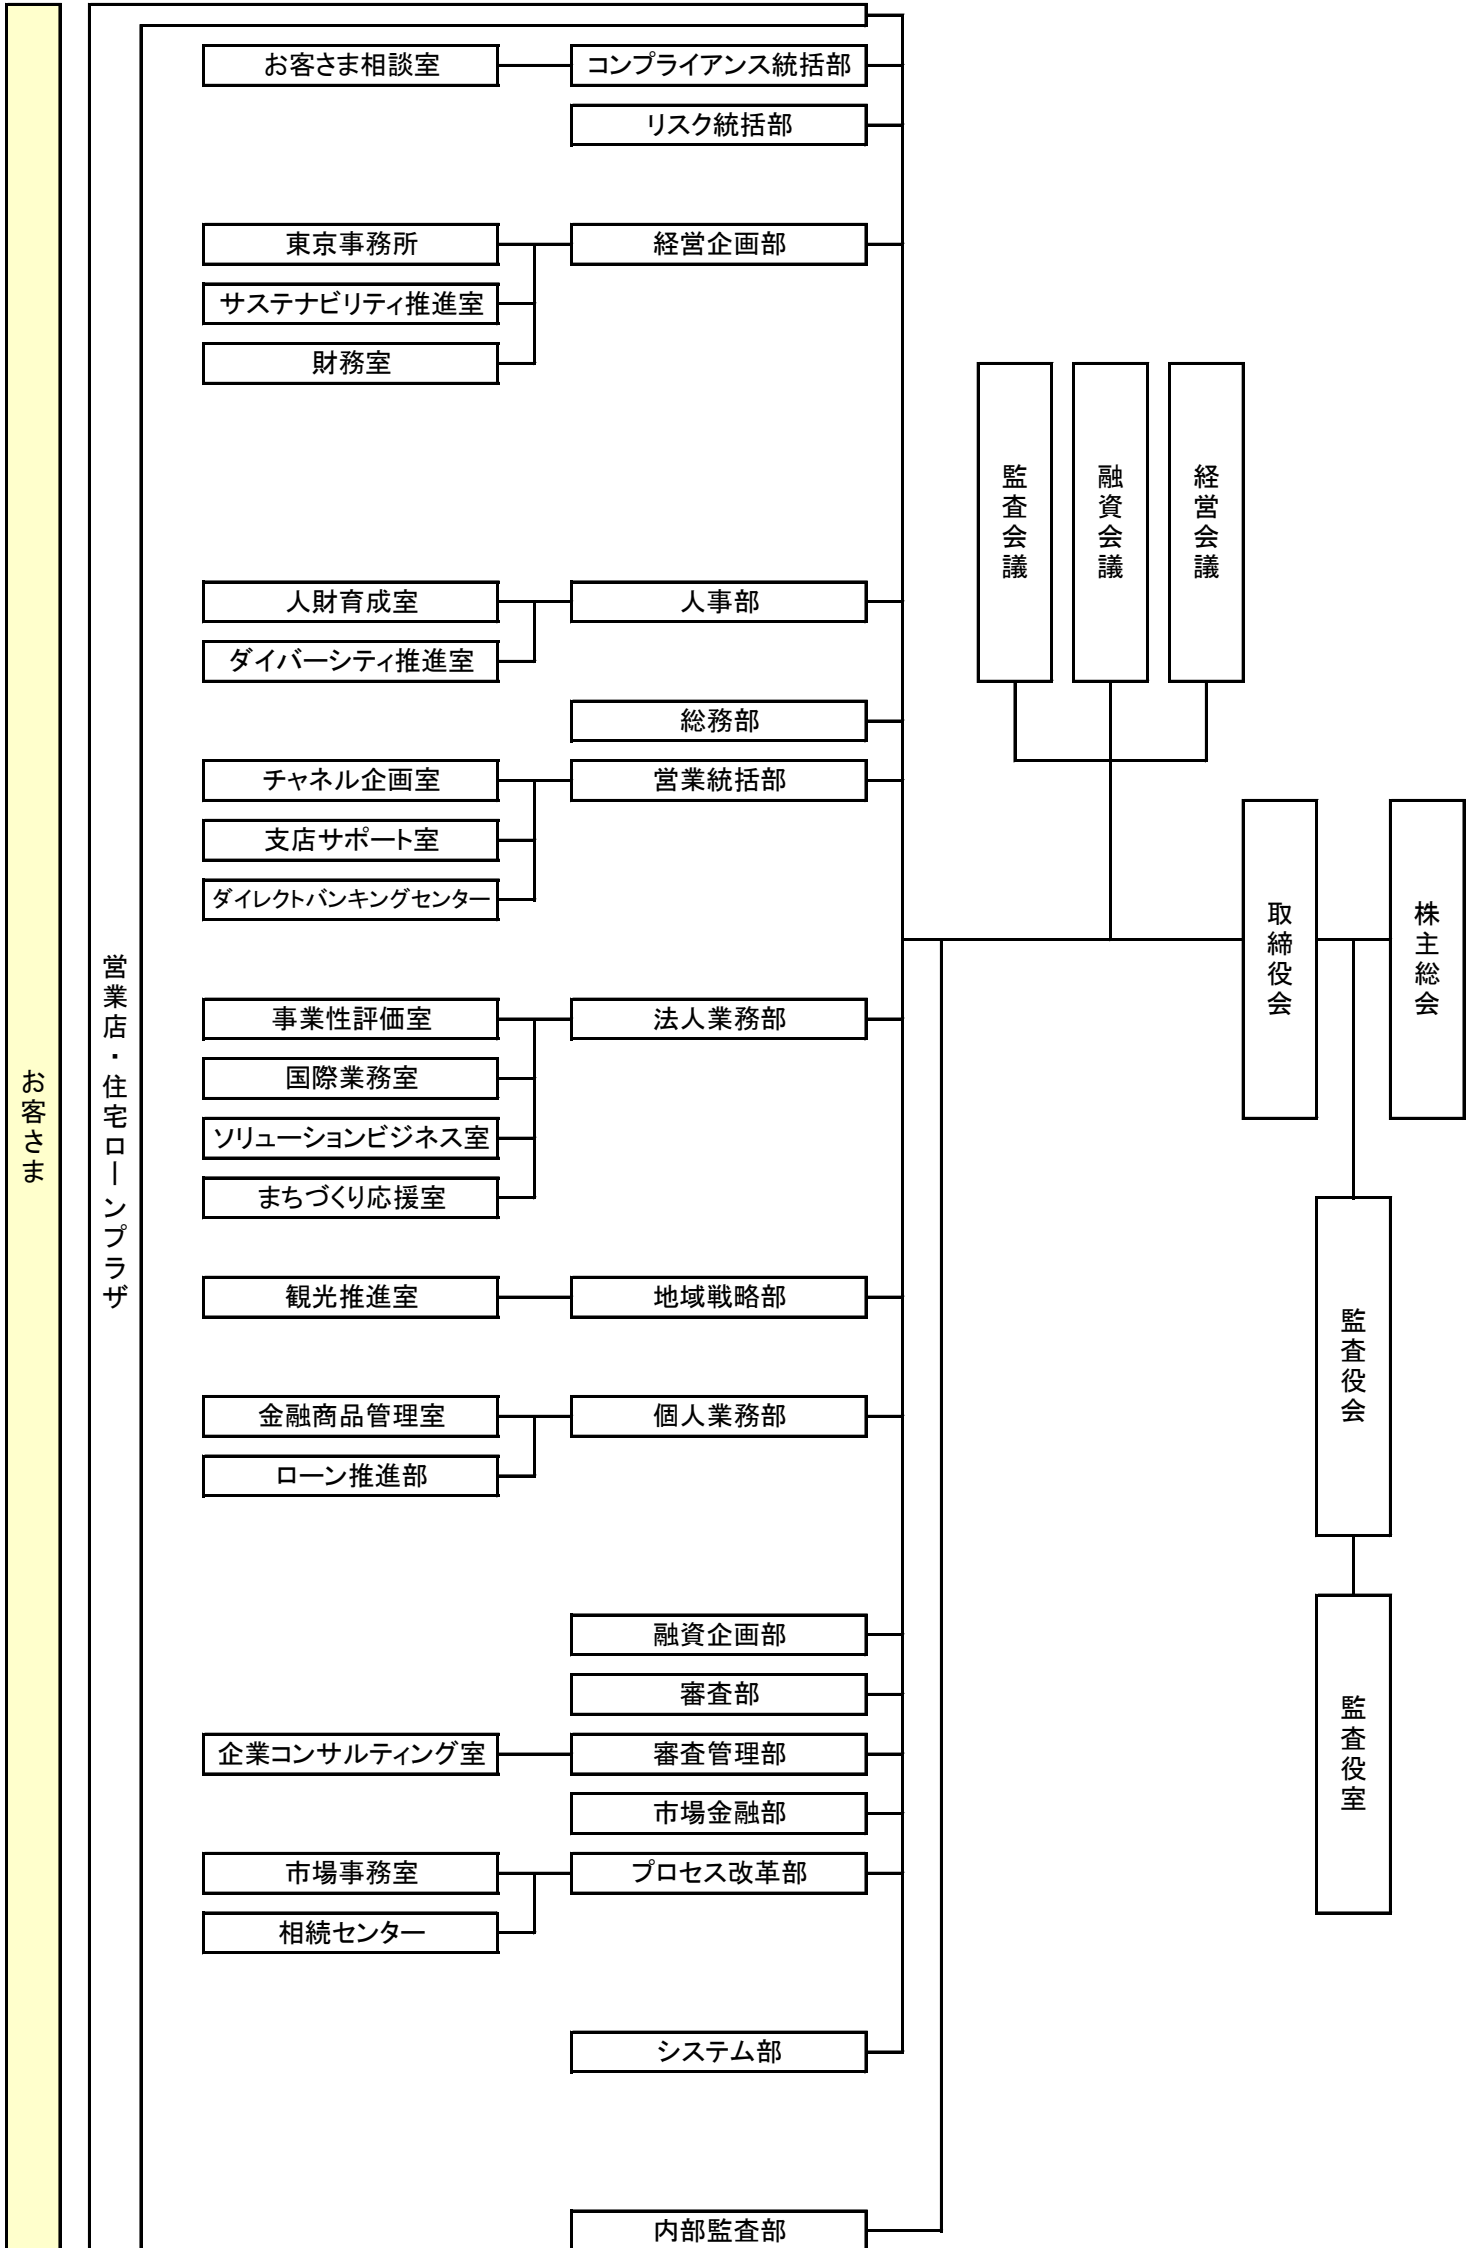 お客さま
営業店・住宅ローンプラザ
お客さま相談室
コンプライアンス統括部
リスク統括部
東京事務所
経営企画部
サステナビリティ推進室
財務室
監査会議
融資会議
経営会議
人財育成室
人事部
ダイバーシティ推進室
総務部
チャネル企画室
営業統括部
支店サポート室
ダイレクトバンキングセンター
取締役会
株主総会
事業性評価室
法人業務部
国際業務室
ソリューションビジネス室
まちづくり応援室
観光推進室
地域戦略部
監査役会
金融商品管理室
個人業務部
ローン推進部
融資企画部
審査部
監査役室
企業コンサルティング室
審査管理部
市場金融部
市場事務室
プロセス改革部
相続センター
システム部
内部監査部